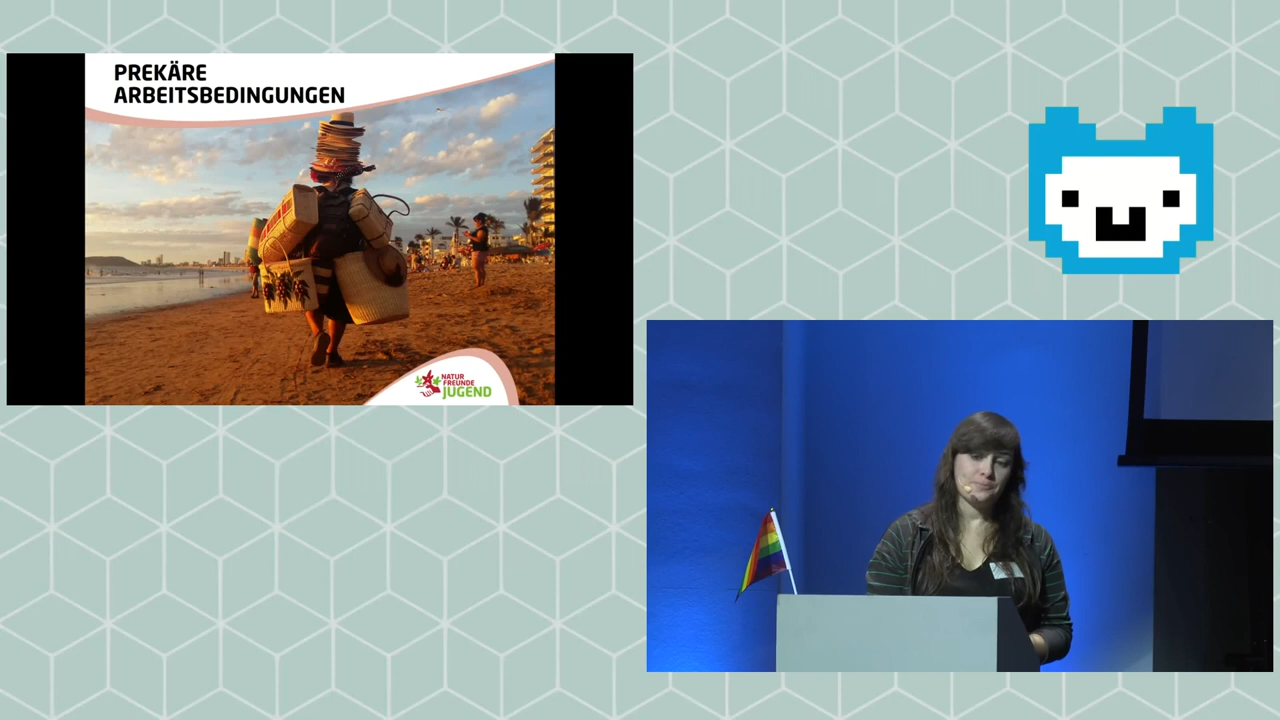 PREKÄRE
ARBEITSBEDINGUNGEN
NATUR
FREUNDE
JUGEND